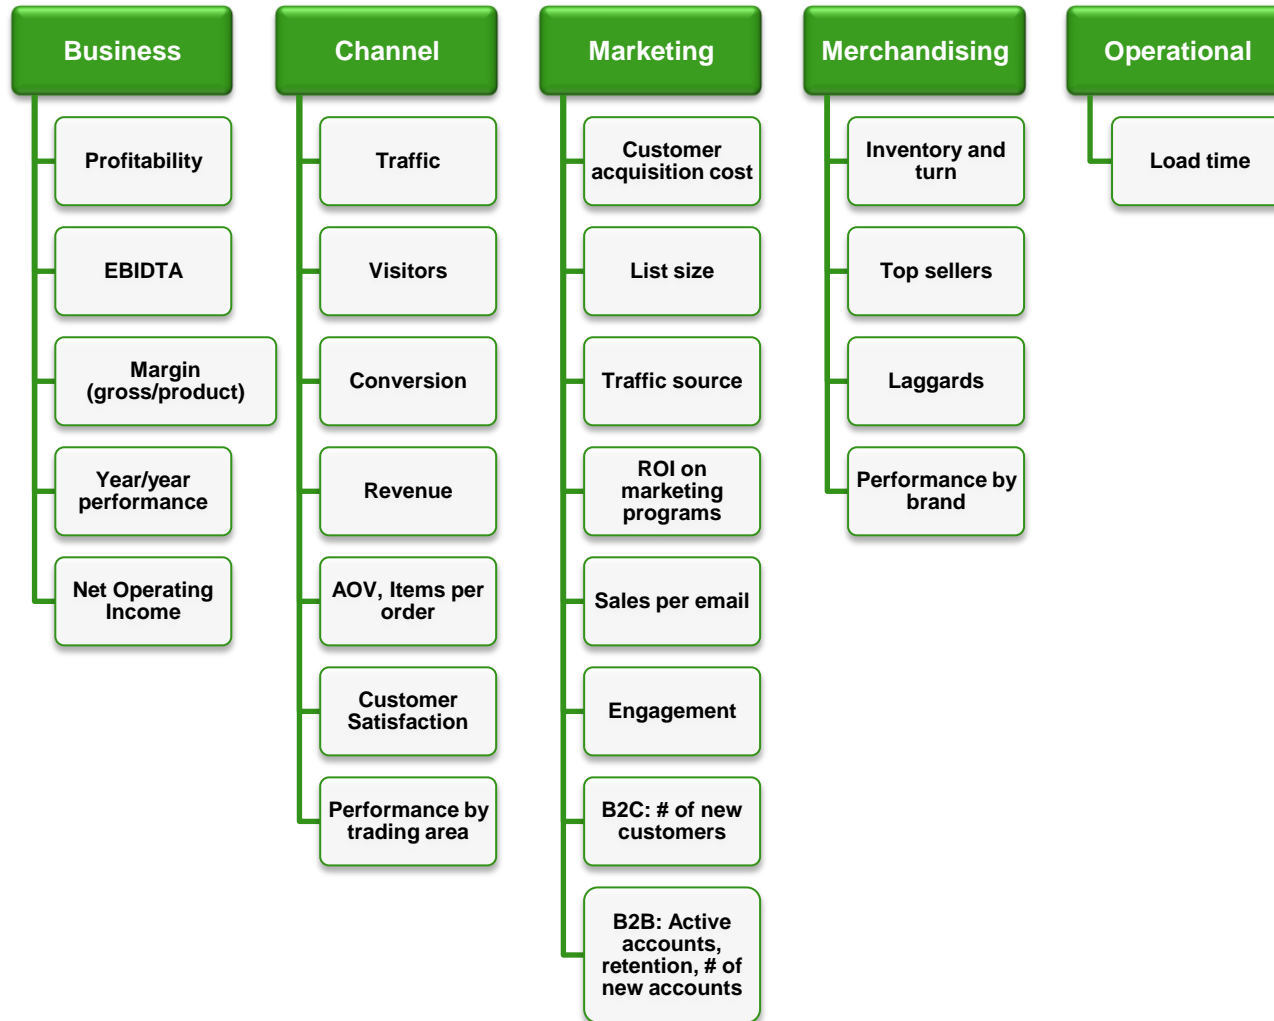 Business
Profitability
EBIDTA
Margin
(gross/product)
Year/year
performance
Net Operating
Income
Channel
Traffic
Visitors
Conversion
Revenue
AOV, Items per
order
Customer
Satisfaction
Performance by
trading area
Marketing
Customer
acquisition cost
List size
Traffic source
ROI on
marketing
programs
Sales per email
Engagement
B2C: # of new
customers
B2B: Active
accounts,
retention, # of
new accounts
Merchandising
Inventory and
turn
Top sellers
Laggards
Performance by
brand
Operational
Load time